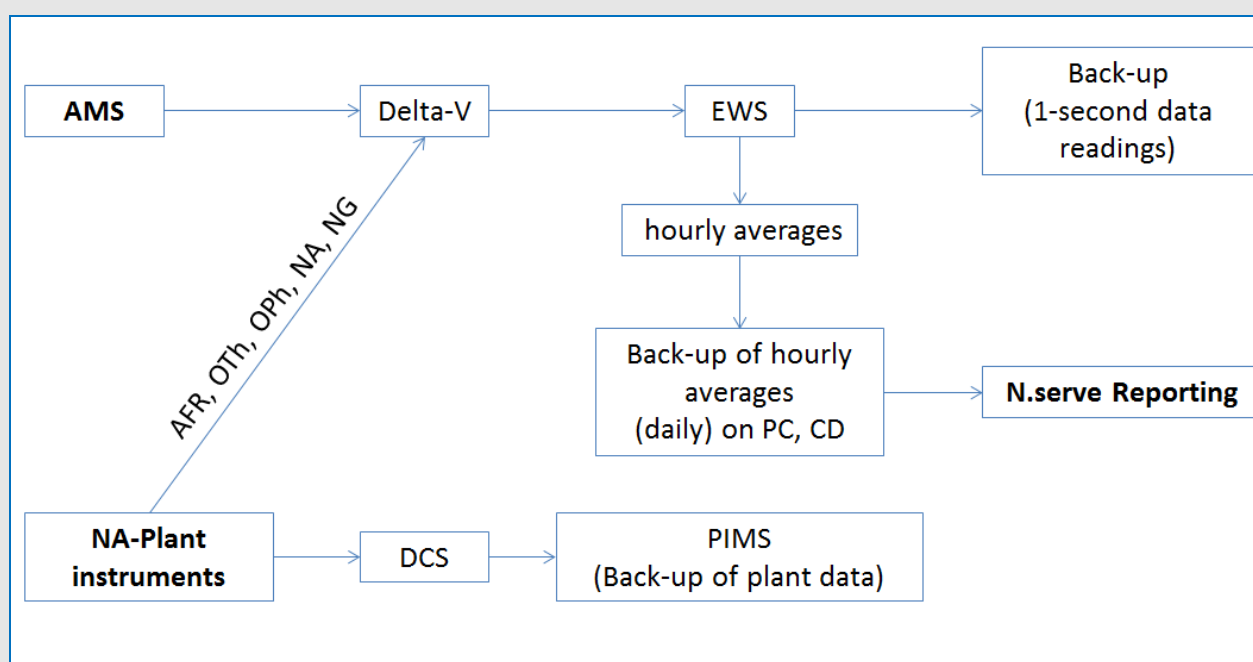 AMS
Delta-V
EWS
Back-up
(1-second data
readings)
AFR, OTh, OPh, NA, NG
hourly averages
Back-up of hourly
averages
(daily) on PC, CD
N.serve Reporting
NA-Plant
instruments
DCS
PIMS
(Back-up of plant data)